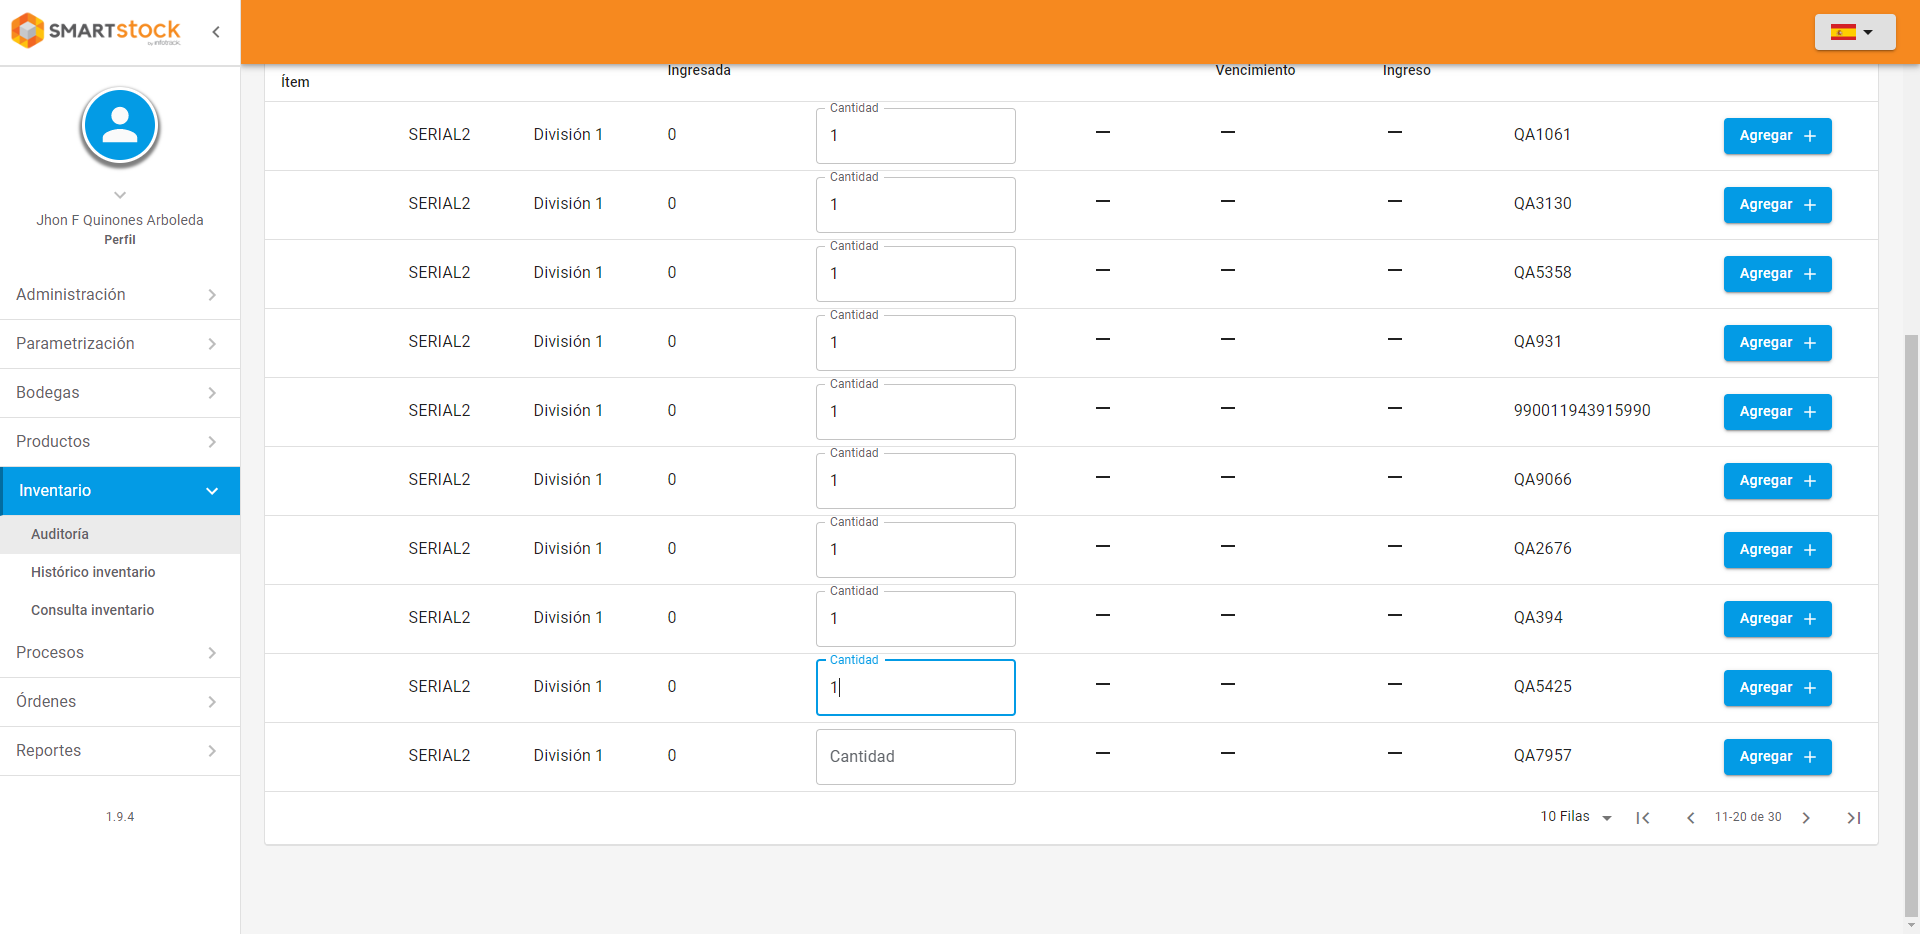 SMARTstock
by infotrack.
Jhon F Quinones Arboleda
Perfil
Administración
Parametrización
Bodegas
Productos
Inventario
Auditoría
Histórico inventario
Consulta inventario
Procesos
Órdenes
Reportes
1.9.4
Ítem Ingresada Vencimiento Ingreso
Cantidad
SERIAL2 División 1 0 1 — — — QA1061 Agregar +
Cantidad
SERIAL2 División 1 0 1 — — — QA3130 Agregar +
Cantidad
SERIAL2 División 1 0 1 — — — QA5358 Agregar +
Cantidad
SERIAL2 División 1 0 1 — — — QA931 Agregar +
Cantidad
SERIAL2 División 1 0 1 — — — 990011943915990 Agregar +
Cantidad
SERIAL2 División 1 0 1 — — — QA9066 Agregar +
Cantidad
SERIAL2 División 1 0 1 — — — QA2676 Agregar +
Cantidad
SERIAL2 División 1 0 1 — — — QA394 Agregar +
Cantidad
SERIAL2 División 1 0 1 — — — QA5425 Agregar +
SERIAL2 División 1 0 Cantidad — — — QA7957 Agregar +
10 Filas 11-20 de 30